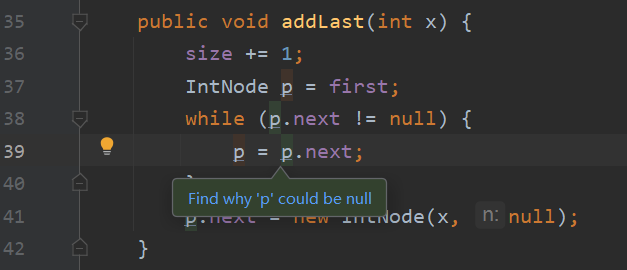 35 public void addLast(int x) {
36 size += 1;
37 IntNode p = first;
38 while (p.next != null) {
39 p = p.next;
40 }
Find why 'p' could be null
41 p.next = new IntNode(x, n: null);
42 }